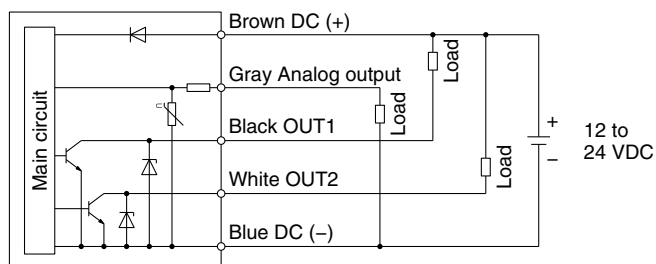 Brown DC (+)
Main circuit
Gray Analog output
Load
Load
Black OUT1
+
12 to
24 VDC
−
White OUT2
Load
Blue DC (−)